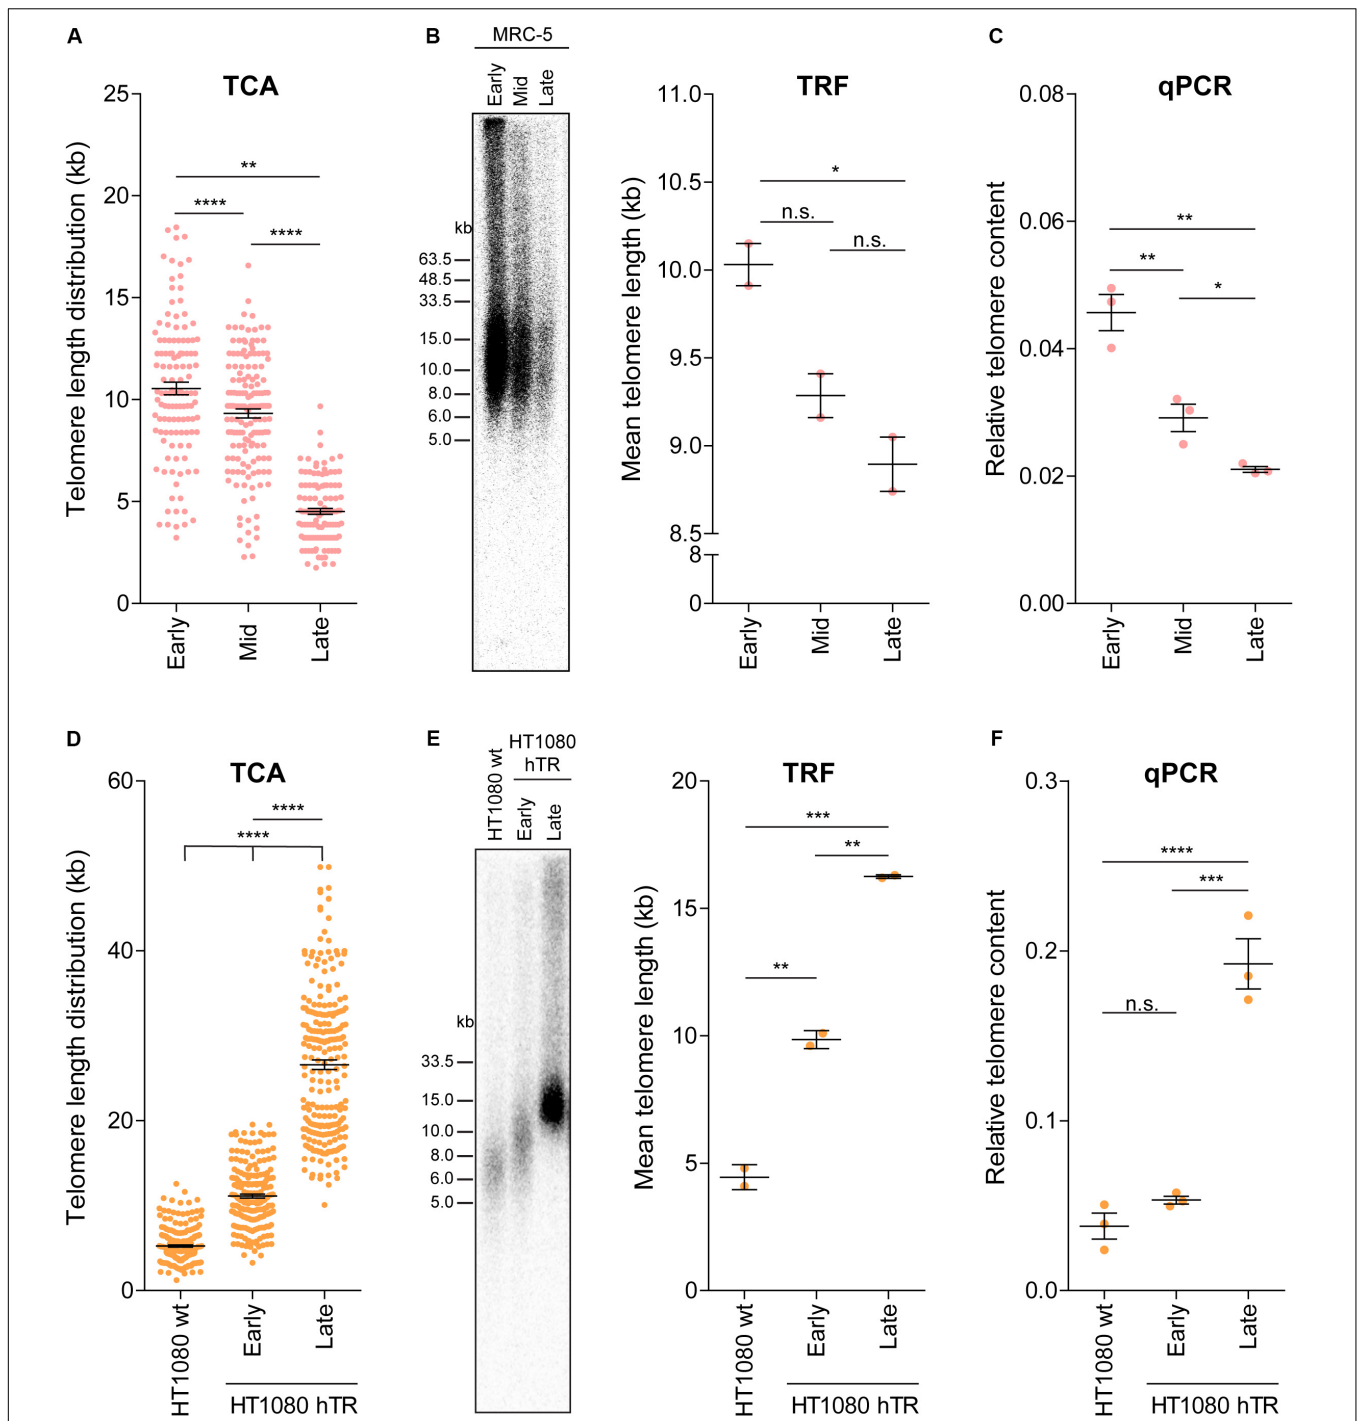 A
TCA
Telomere length distribution (kb)
25
20
15
10
5
0
**
****
****
Early
Mid
Late
B
MRC-5
Early
Mid
Late
kb
63.5
48.5
33.5
15.0
10.0
8.0
6.0
5.0
TRF
Mean telomere length (kb)
11.0
10.5
10.0
9.5
9.0
8.5
8
0
*
n.s.
n.s.
Early
Mid
Late
C
qPCR
Relative telomere content
0.08
0.06
0.04
0.02
0.00
**
**
*
Early
Mid
Late
D
TCA
Telomere length distribution (kb)
60
40
20
0
****
****
HT1080 wt
Early
Late
HT1080 hTR
E
HT1080 wt
HT1080
hTR
Early
Late
kb
33.5
15.0
10.0
8.0
6.0
5.0
TRF
Mean telomere length (kb)
20
15
10
5
0
***
**
**
HT1080 wt
Early
Late
HT1080 hTR
F
qPCR
Relative telomere content
0.3
0.2
0.1
0.0
****
***
n.s.
HT1080 wt
Early
Late
HT1080 hTR